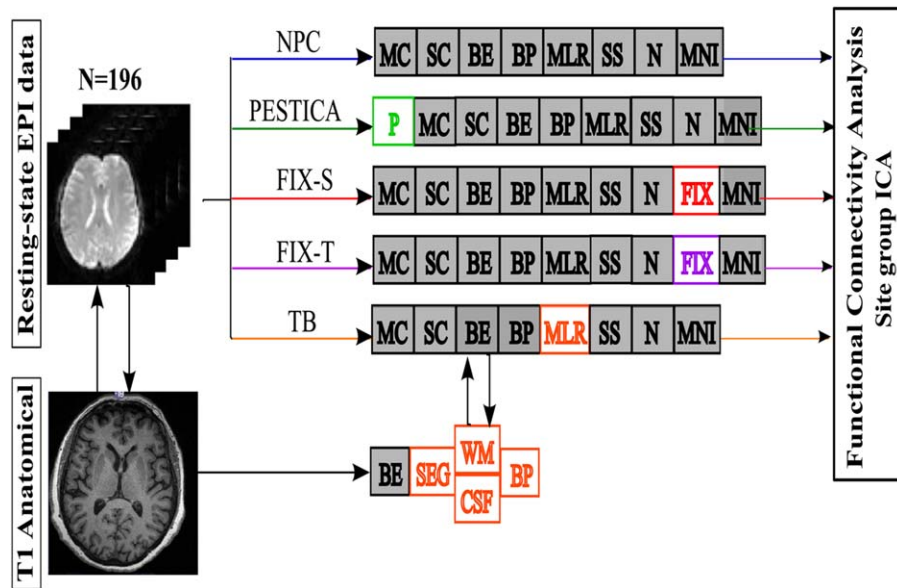 Resting-state EPI data
N=196
NPC
MC SC BE BP MLR SS N MNI
PESTICA
P MC SC BE BP MLR SS N MNI
FIX-S
MC SC BE BP MLR SS N FIX MNI
FIX-T
MC SC BE BP MLR SS N FIX MNI
TB
MC SC BE BP MLR SS N MNI
T1 Anatomical
BE SEG WM BP
CSF
Functional Connectivity Analysis
Site group ICA